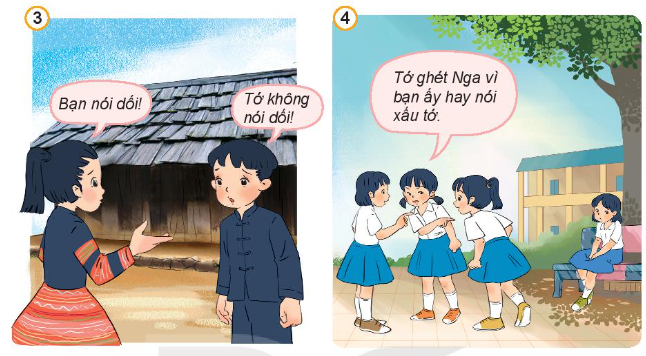 3
Bạn nói dối!
Tớ không
nói dối!
4
Tớ ghét Nga vì
bạn ấy hay nói
xấu tớ.